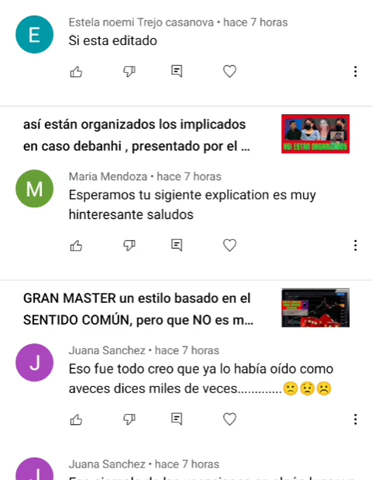 E
Estela noemi Trejo casanova • hace 7 horas
Si esta editado
así están organizados los implicados
en caso debanhi , presentado por el ...
ASI ESTAN ORGANIZADOS
M
Maria Mendoza • hace 7 horas
Esperamos tu sigiente explication es muy
hinteresante saludos
GRAN MASTER un estilo basado en el
SENTIDO COMÚN, pero que NO es m...
J
Juana Sanchez • hace 7 horas
Eso fue todo creo que ya lo había oído como
aveces dices miles de veces.............🙁😟☹️
J
Juana Sanchez • hace 7 horas